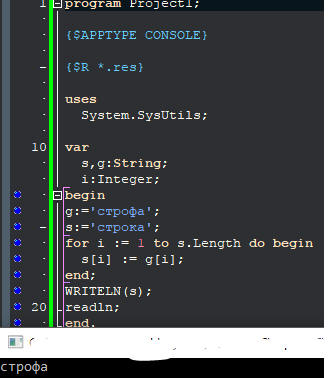 1 program Project1;
{$APPTYPE CONSOLE}
{$R *.res}
uses
System.SysUtils;
10 var
s,g:String;
i:Integer;
begin
g:='строфа';
s:='строка';
for i := 1 to s.Length do begin
s[i] := g[i];
end;
WRITELN(s);
20 readln;
end.
строфа